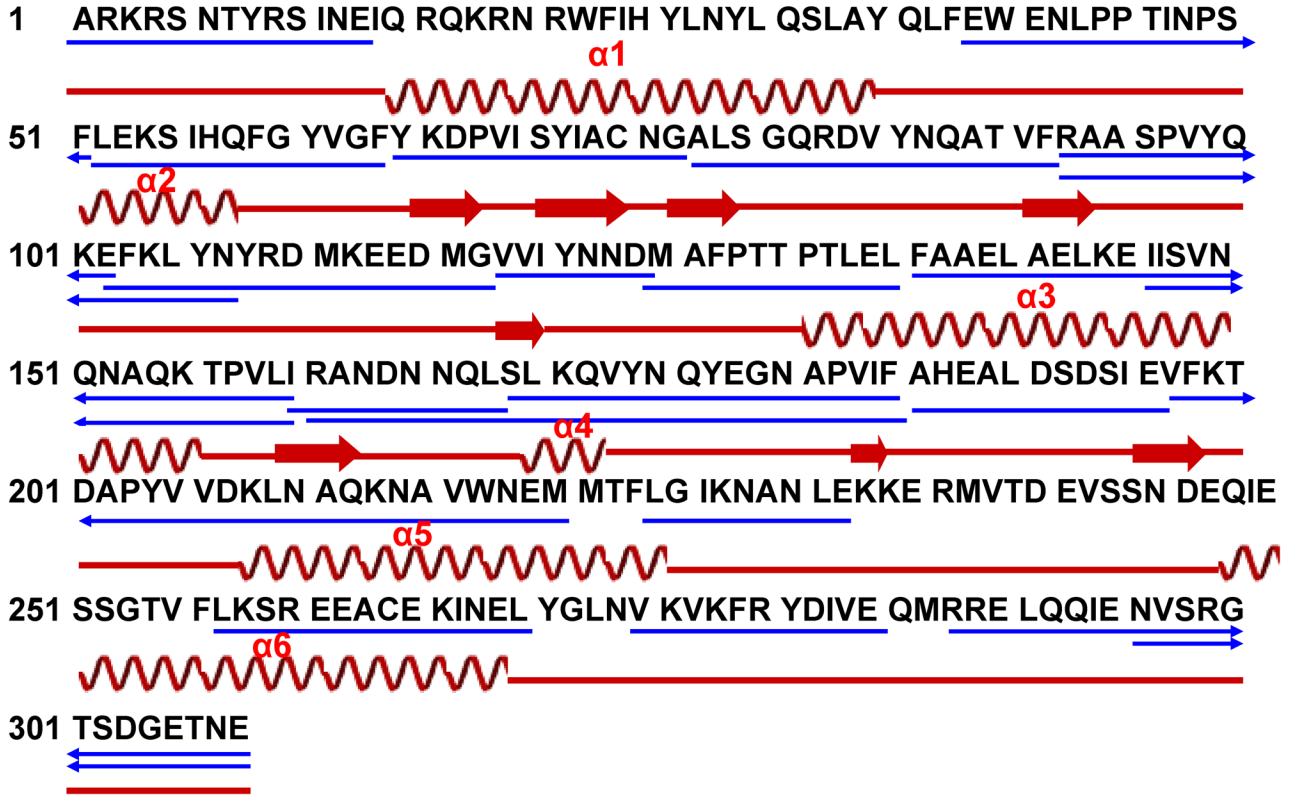 1 ARKRS NTYRS INEIQ RQKRN RWFIH YLNYL QSLAY QLFEW ENLPP TINPS
α1
51 FLEKS IHQFG YVGFY KDPVI SYIAC NGALS GQRDV YNQAT VFRAA SPVYQ
α2
101 KEFKL YNYRD MKEED MGVVI YNNDM AFPTT PTLEL FAAEL AELKE IISVN
α3
151 QNAQK TPVLI RANDN NQLSL KQVYN QYEGN APVIF AHEAL DSDSI EVFKT
α4
201 DAPYV VDKLN AQKNA VWNEM MTFLG IKNAN LEKKE RMVTD EVSSN DEQIE
α5
251 SSGTV FLKSR EEACE KINEL YGLNV KVKFR YDIVE QMRRE LQQIE NVSRG
α6
301 TSDGETNE